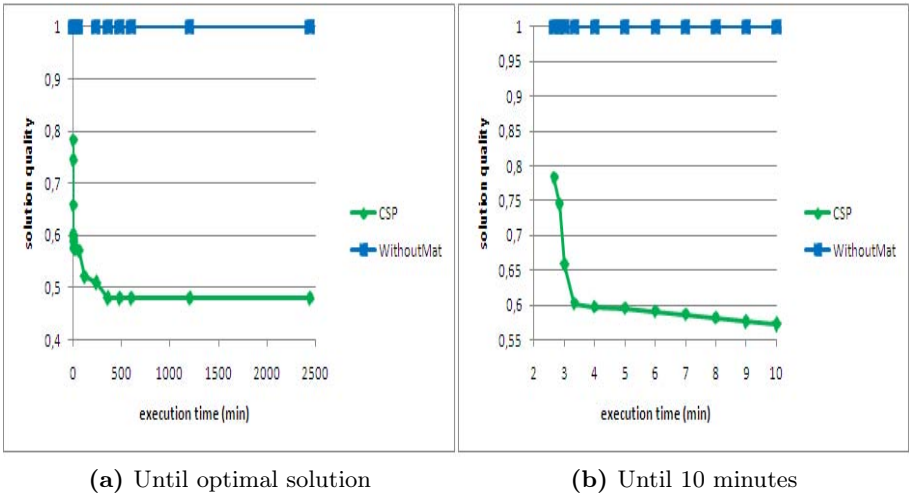 1
0,9
0,8
0,7
0,6
0,5
0,4
solution quality
0 500 1000 1500 2000 2500
execution time (min)
CSP
WithoutMat
1
0,95
0,9
0,85
0,8
0,75
0,7
0,65
0,6
0,55
solution quality
2 3 4 5 6 7 8 9 10
execution time (min)
CSP
WithoutMat
(a) Until optimal solution
(b) Until 10 minutes